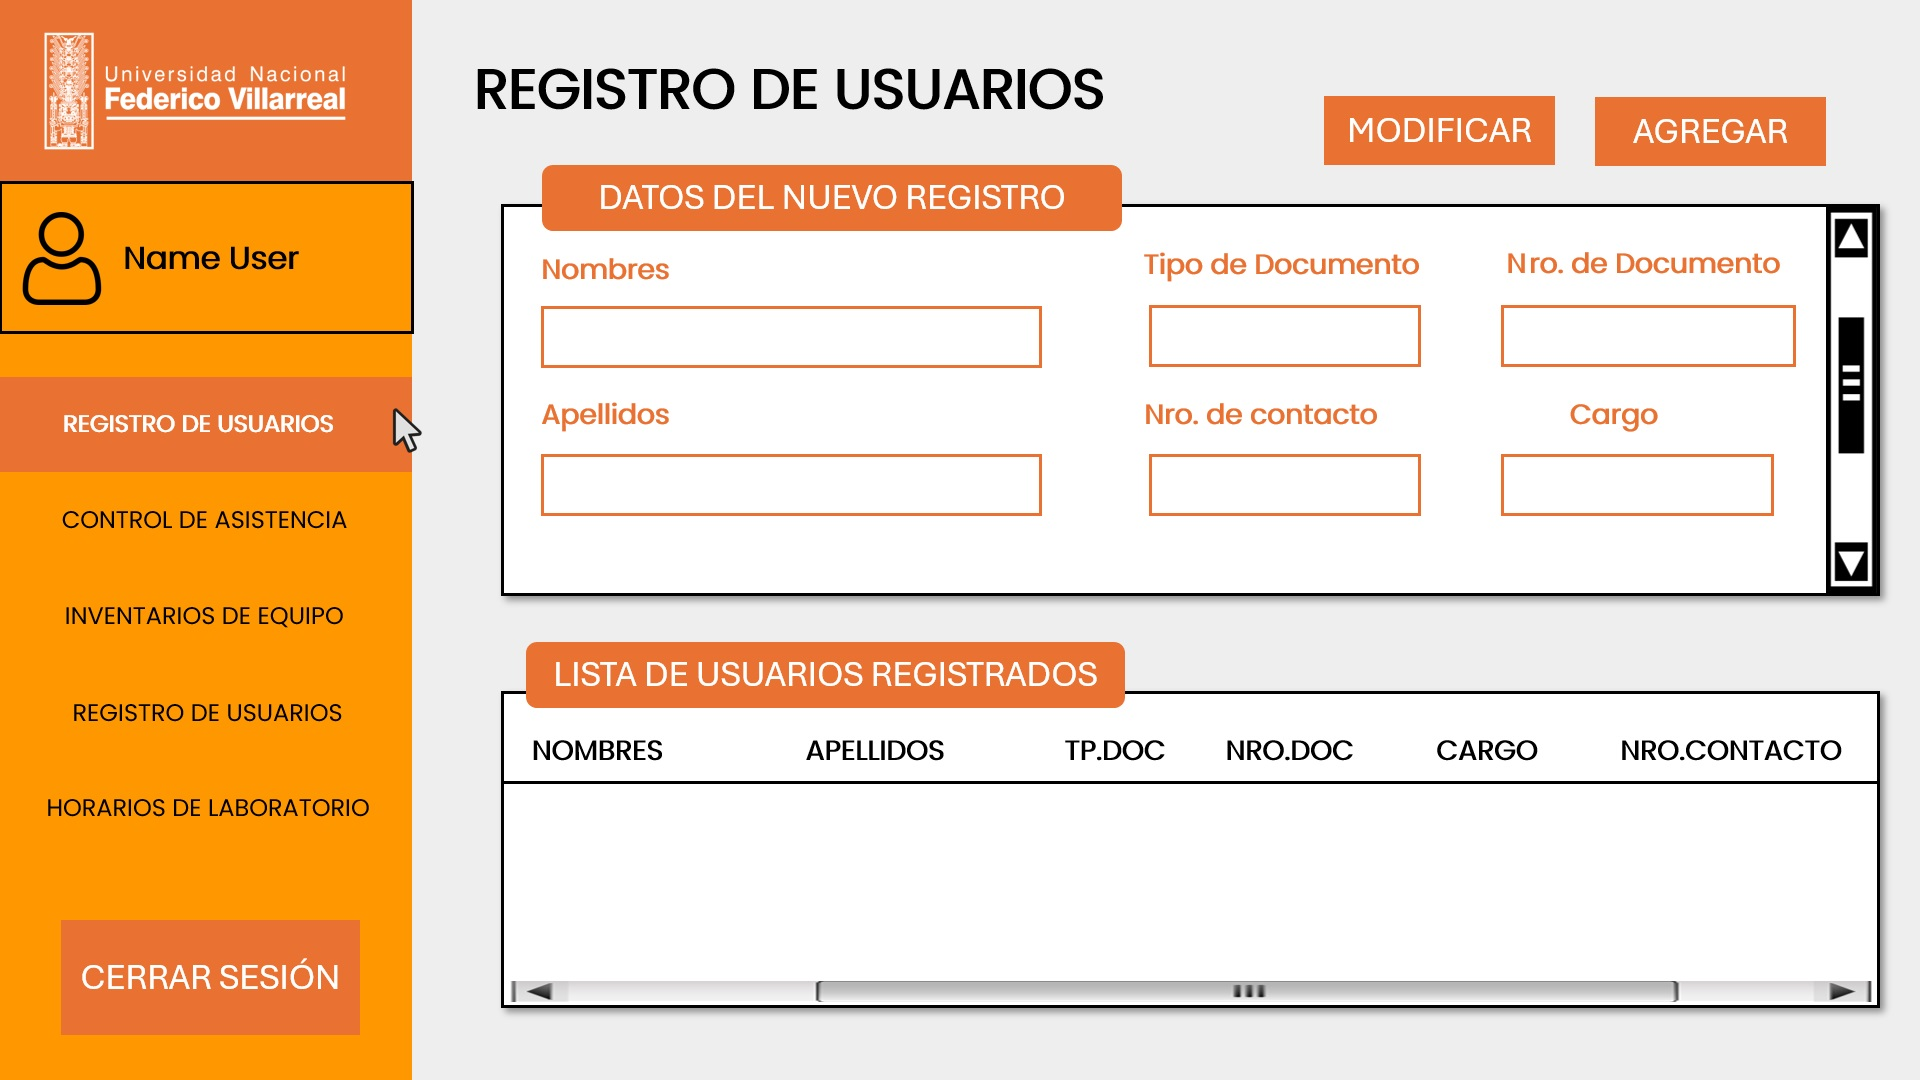 Universidad Nacional
Federico Villarreal
Name User
REGISTRO DE USUARIOS
CONTROL DE ASISTENCIA
INVENTARIOS DE EQUIPO
REGISTRO DE USUARIOS
HORARIOS DE LABORATORIO
CERRAR SESIÓN
REGISTRO DE USUARIOS
MODIFICAR
AGREGAR
DATOS DEL NUEVO REGISTRO
Nombres
Tipo de Documento
Nro. de Documento
Apellidos
Nro. de contacto
Cargo
LISTA DE USUARIOS REGISTRADOS
NOMBRES APELLIDOS TP.DOC NRO.DOC CARGO NRO.CONTACTO